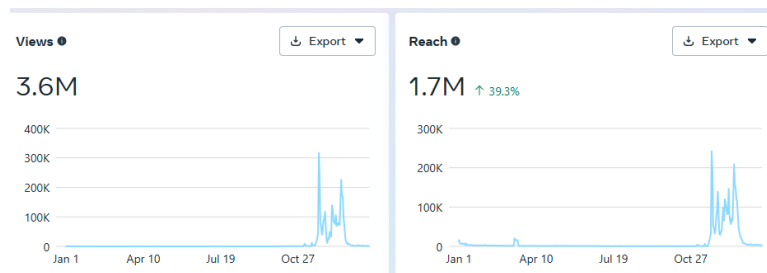 Views
Export
3.6M
400K
300K
200K
100K
0
Jan 1 Apr 10 Jul 19 Oct 27
Reach
Export
1.7M ↑ 39.3%
300K
200K
100K
0
Jan 1 Apr 10 Jul 19 Oct 27